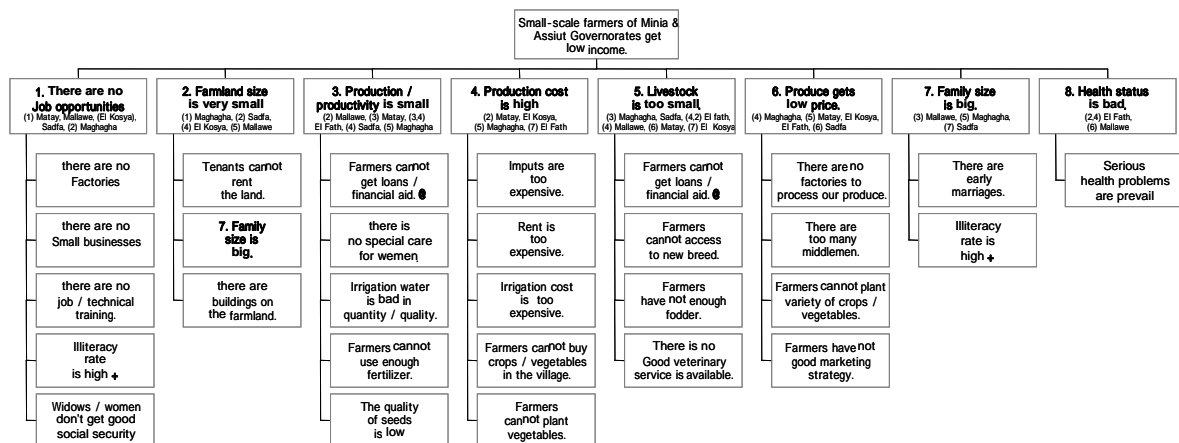 Small-scale farmers of Minia &
Assiut Governorates get
low income.
1. There are no
Job opportunities
(1) Matay, Mallawe, (El Kosya),
Sadfa, (2) Maghagha
there are no
Factories
there are no
Small businesses
there are no
job / technical
training.
Illiteracy
rate
is high +
Widows / women
don't get good
social security
2. Farmland size
is very small
(1) Maghagha, (2) Sadfa,
(4) El Kosya, (5) Mallawe
Tenants cannot
rent
the land.
7. Family
size is
big.
there are
buildings on
the farmland.
3. Production /
productivity is small
(2) Mallawe, (3) Matay, (3,4)
El Fath, (4) Sadfa, (5) Maghagha
Farmers cannot
get loans /
financial aid. @
there is
no special care
for women.
Irrigation water
is bad in
quantity / quality.
Farmers cannot
use enough
fertilizer.
The quality
of seeds
is low
4. Production cost
is high
(2) Matay, El Kosya,
(5) Maghagha, (7) El Fath
Imputs are
too
expensive.
Rent is
too
expensive.
Irrigation cost
is too
expensive.
Farmers cannot buy
crops / vegetables
in the village.
Farmers
cannot plant
vegetables.
5. Livestock
is too small.
(3) Maghagha, Sadfa, (4,2) El fath,
(4) Mallawe, (6) Matay, (7) El Kosya
Farmers cannot
get loans /
financial aid. @
Farmers
cannot access
to new breed.
Farmers
have not enough
fodder.
There is no
Good veterinary
service is available.
6. Produce gets
low price.
(4) Maghagha, (5) Matay, El Kosya,
El Fath, (6) Sadfa
There are no
factories to
process our produce.
There are
too many
middlemen.
Farmers cannot plant
variety of crops /
vegetables.
Farmers have not
good marketing
strategy.
7. Family size
is big.
(3) Mallawe, (5) Maghagha
(7) Sadfa
There are
early
marriages.
Illiteracy
rate is
high +
8. Health status
is bad.
(2,4) El Fath,
(6) Mallawe
Serious
health problems
are prevail